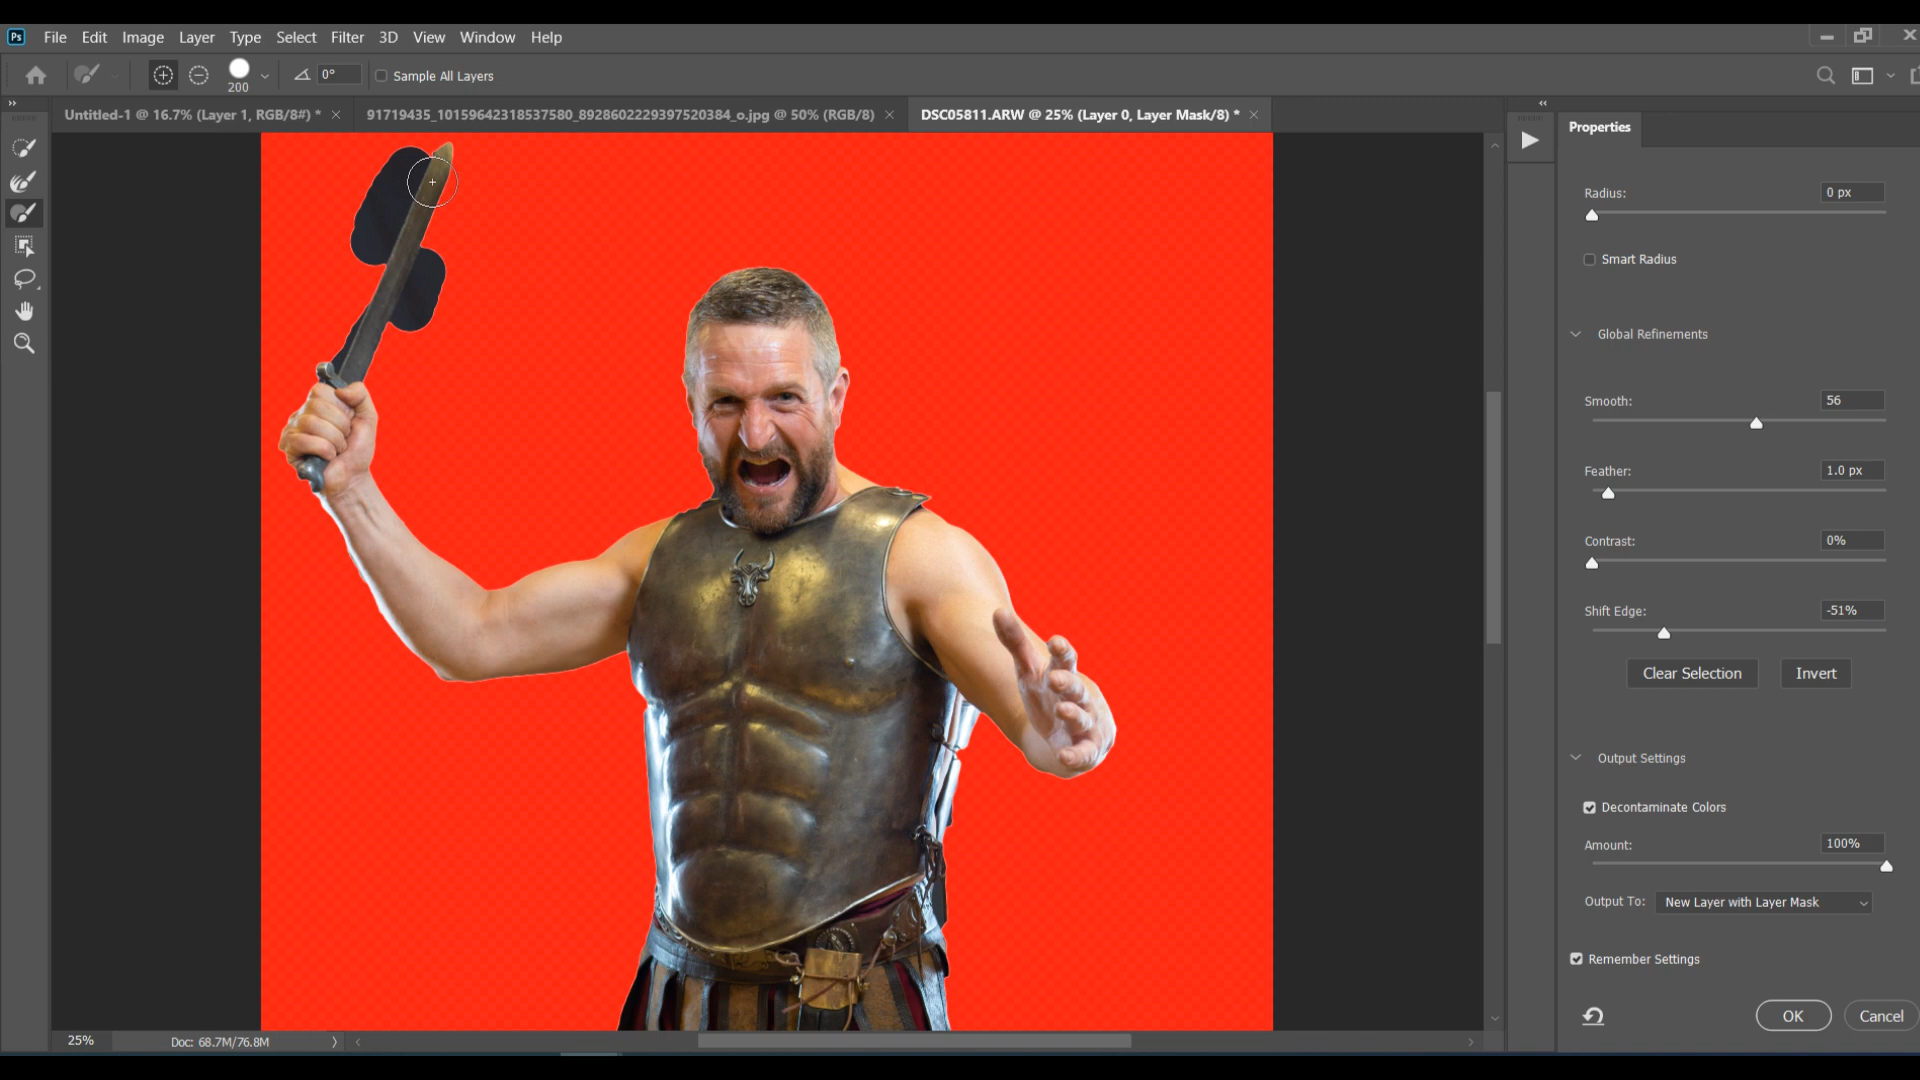 Ps File Edit Image Layer Type Select Filter 3D View Window Help
200 0° Sample All Layers
Untitled-1 @ 16.7% (Layer 1, RGB/8#) * × 91719435_10159642318537580_8928602229397520384_o.jpg @ 50% (RGB/8) × DSC05811.ARW @ 25% (Layer 0, Layer Mask/8) * ×
Properties
Radius: 0 px
Smart Radius
Global Refinements
Smooth: 56
Feather: 1.0 px
Contrast: 0%
Shift Edge: -51%
Clear Selection Invert
Output Settings
Decontaminate Colors
Amount: 100%
Output To: New Layer with Layer Mask
Remember Settings
OK Cancel
25% Doc: 68.7M/76.8M